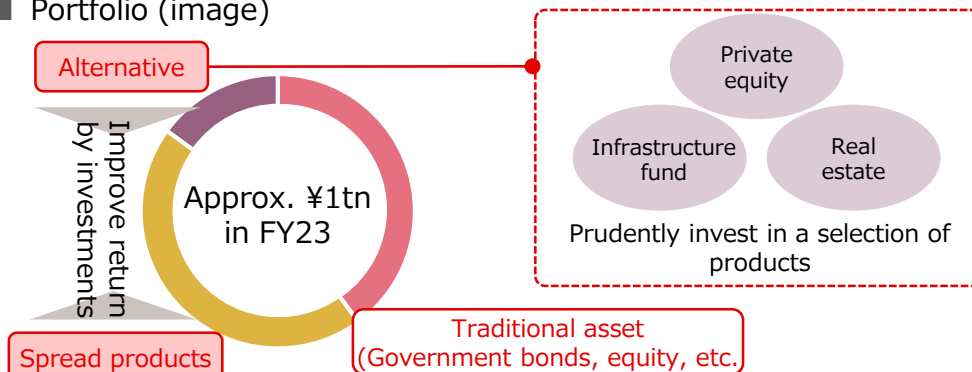 Portfolio (image)
Alternative
Improve return
by investments
Approx. ¥1tn
in FY23
Spread products
Traditional asset
(Government bonds, equity, etc.
Private
equity
Infrastructure
fund
Real
estate
Prudently invest in a selection of
products